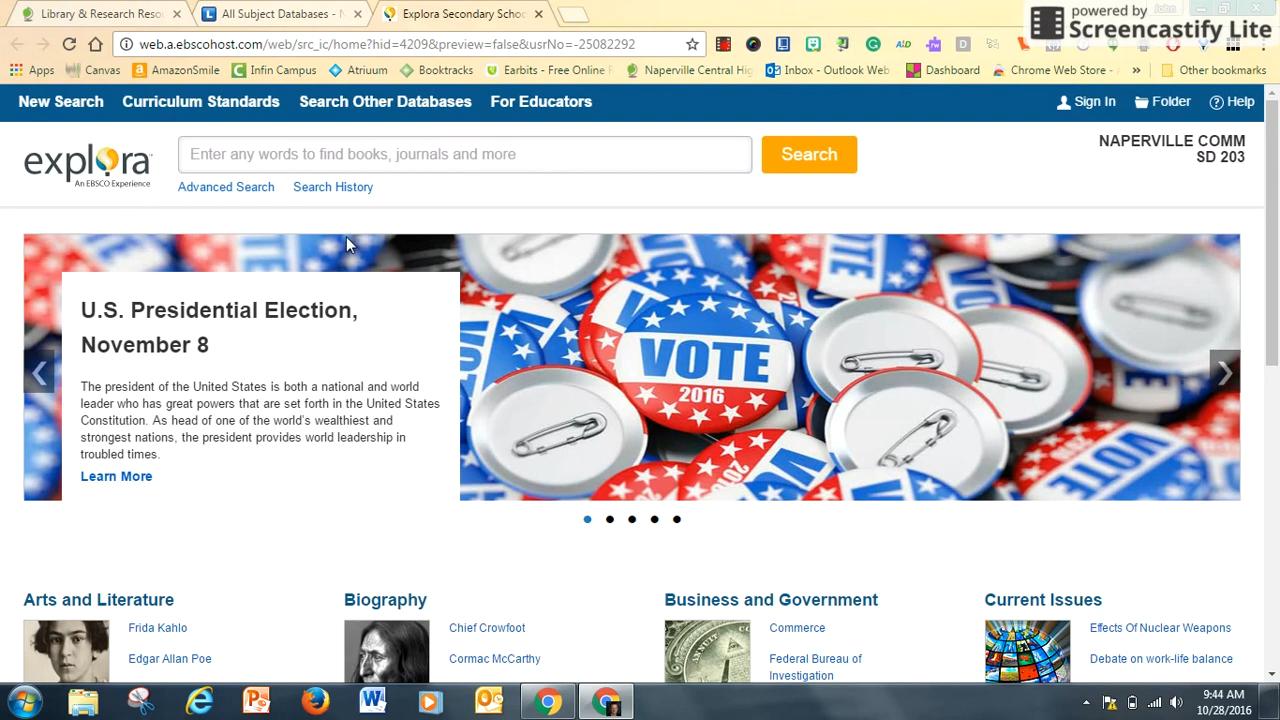 Library & Research Reso
All Subject Databases - N
Explora Secondary Schoo
John
powered by
Screencastify Lite
web.a.ebscohost.com/web/src_ic/home?hid=4209&preview=false&usrNo=-25082292
Apps
Canvas
AmazonSmile
Infin Campus
Atrium
Booktracks
Earbits - Free Online
Naperville Central Hig
Inbox - Outlook Web
Dashboard
Chrome Web Store -
»
Other bookmarks
New Search
Curriculum Standards
Search Other Databases
For Educators
Sign In
Folder
Help
explora
An EBSCO Experience
Enter any words to find books, journals and more
Search
NAPERVILLE COMM
SD 203
Advanced Search
Search History
U.S. Presidential Election,
November 8
The president of the United States is both a national and world
leader who has great powers that are set forth in the United States
Constitution. As head of one of the world's wealthiest and
strongest nations, the president provides world leadership in
troubled times.
Learn More
VOTE
2016
Arts and Literature
Frida Kahlo
Edgar Allan Poe
Biography
Chief Crowfoot
Cormac McCarthy
Business and Government
Commerce
Federal Bureau of
Investigation
Current Issues
Effects Of Nuclear Weapons
Debate on work-life balance
9:44 AM
10/28/2016